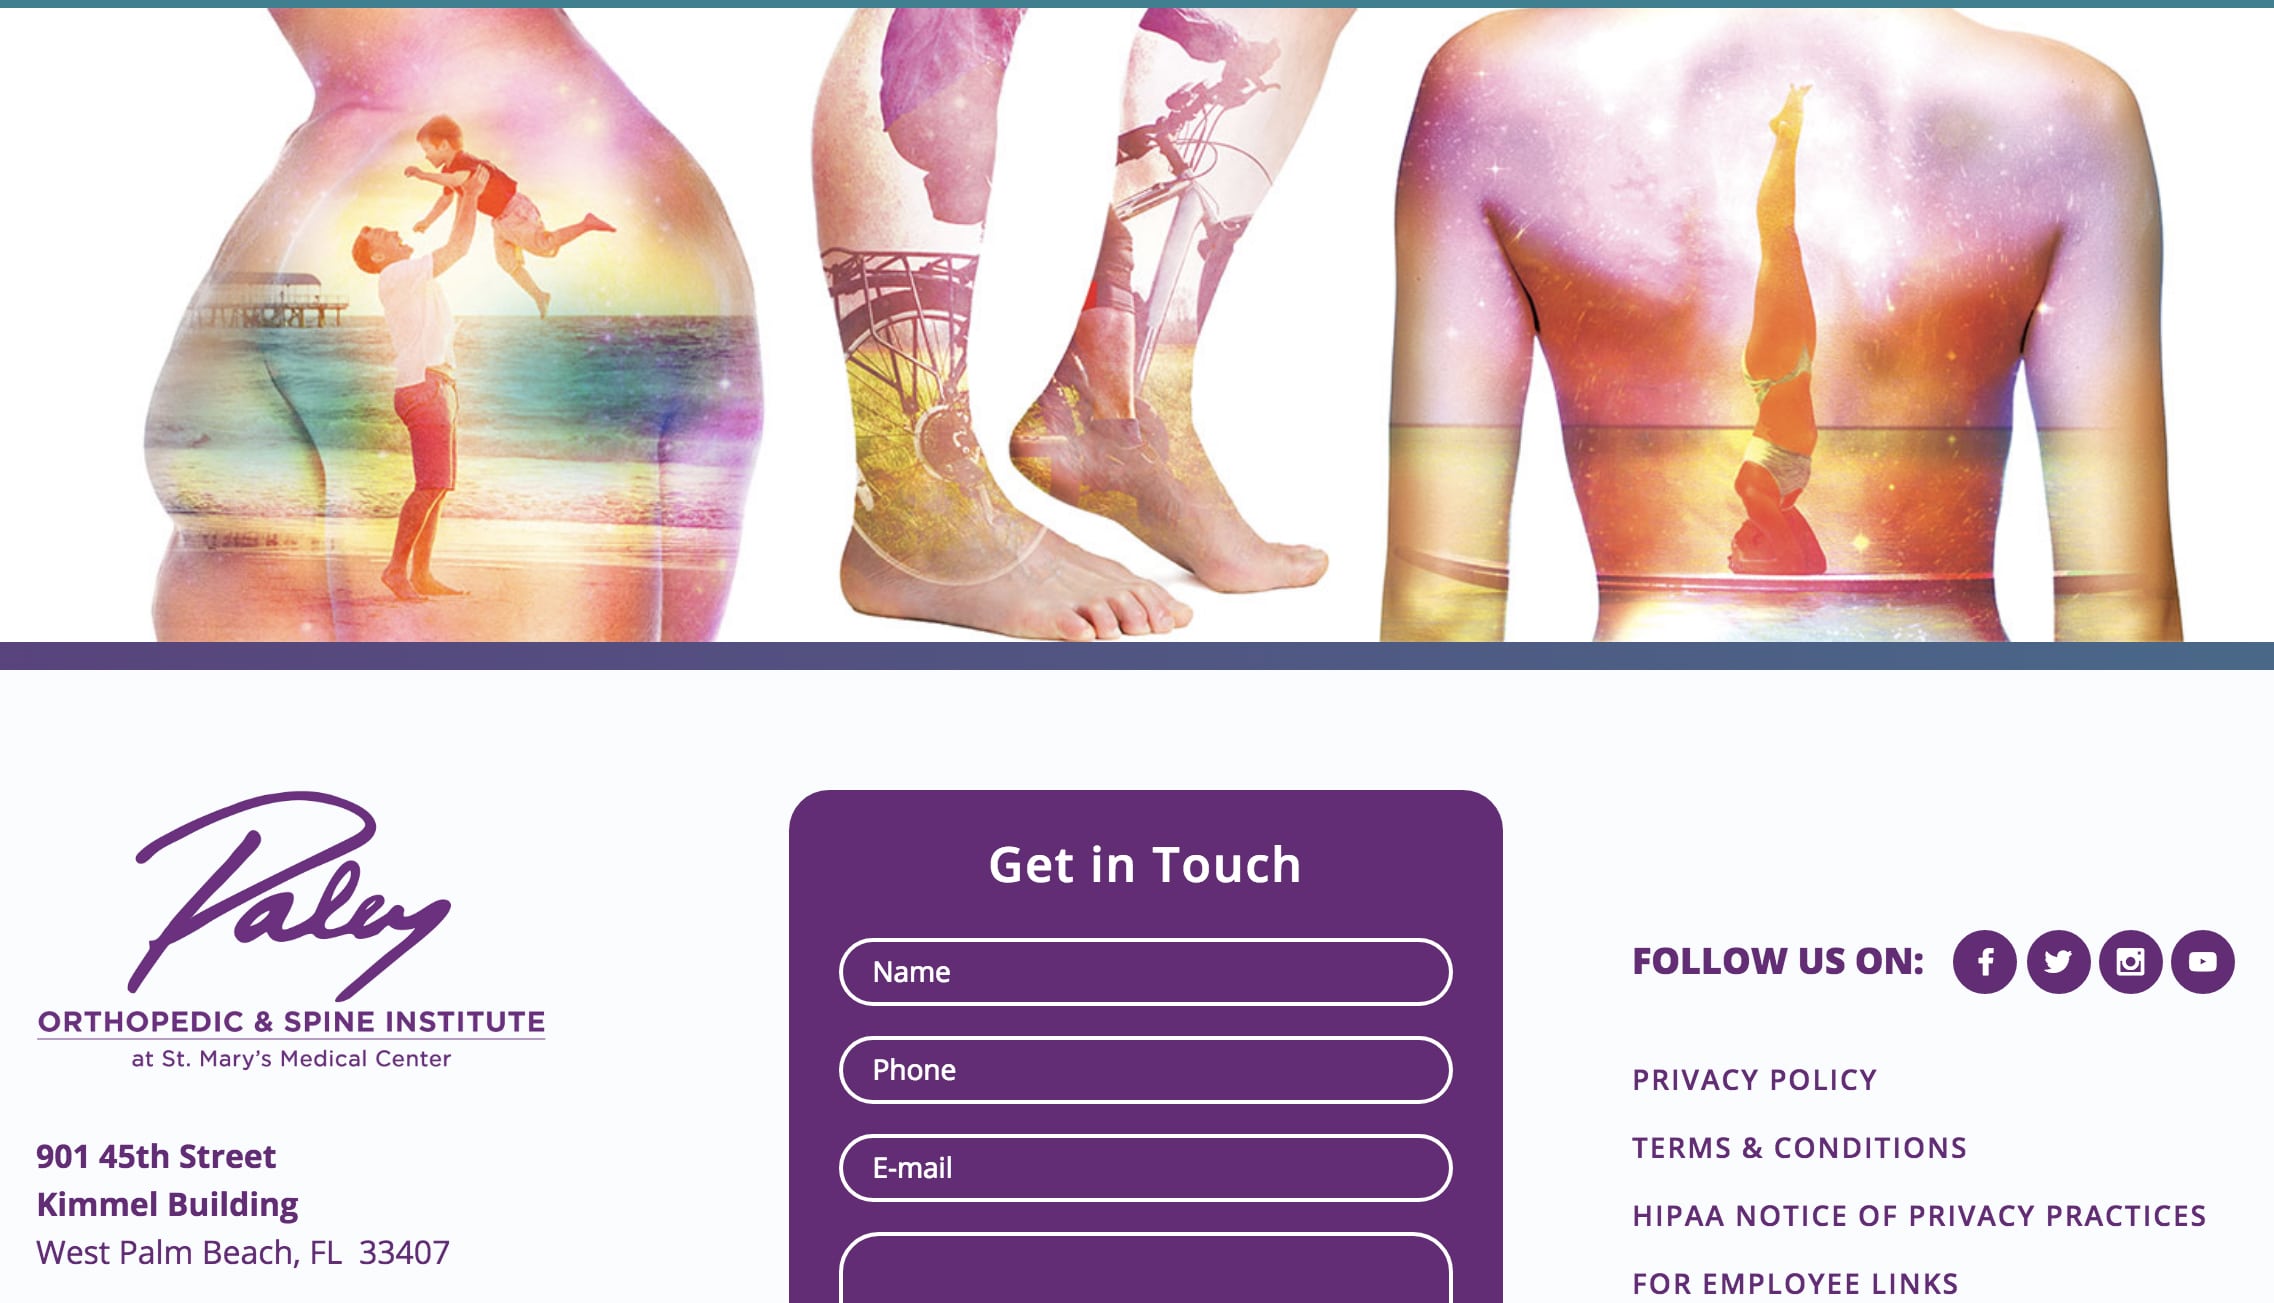 Paley
ORTHOPEDIC & SPINE INSTITUTE
at St. Mary's Medical Center
901 45th Street
Kimmel Building
West Palm Beach, FL 33407
Get in Touch
Name
Phone
E-mail
FOLLOW US ON:
PRIVACY POLICY
TERMS & CONDITIONS
HIPAA NOTICE OF PRIVACY PRACTICES
FOR EMPLOYEE LINKS